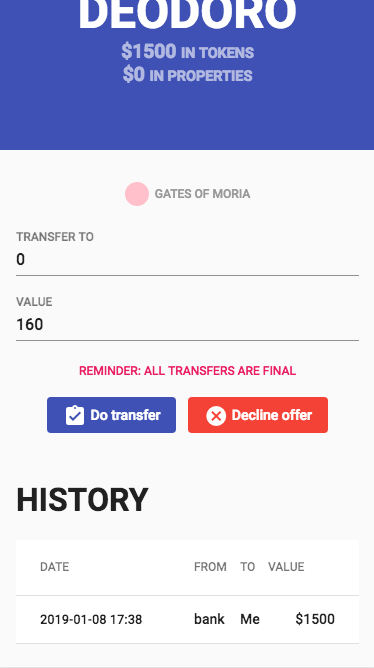 DEODORO
$1500 IN TOKENS
$0 IN PROPERTIES
GATES OF MORIA
TRANSFER TO
0
VALUE
160
REMINDER: ALL TRANSFERS ARE FINAL
Do transfer Decline offer
HISTORY
DATE FROM TO VALUE
2019-01-08 17:38 bank Me $1500